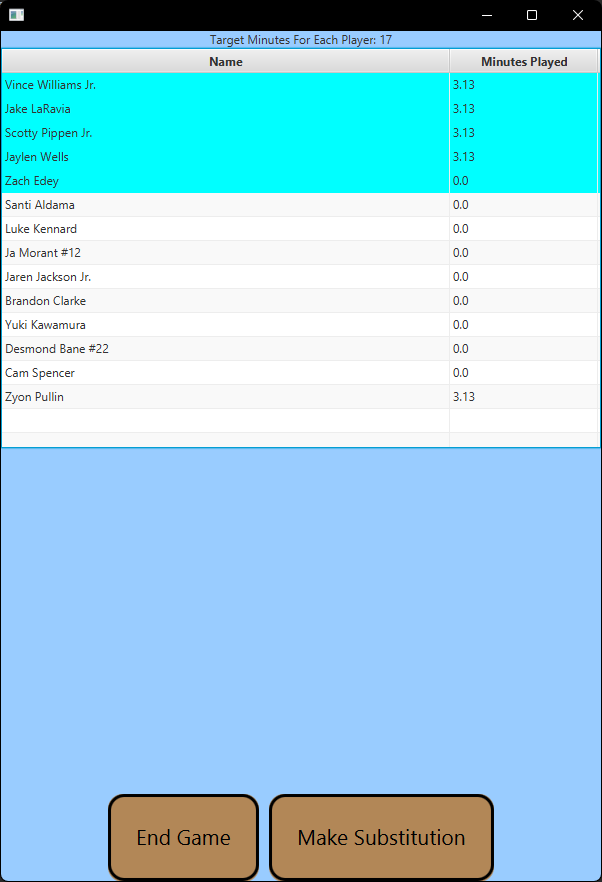 Target Minutes For Each Player: 17
Name Minutes Played
Vince Williams Jr. 3.13
Jake LaRavia 3.13
Scotty Pippen Jr. 3.13
Jaylen Wells 3.13
Zach Edey 0.0
Santi Aldama 0.0
Luke Kennard 0.0
Ja Morant #12 0.0
Jaren Jackson Jr. 0.0
Brandon Clarke 0.0
Yuki Kawamura 0.0
Desmond Bane #22 0.0
Cam Spencer 0.0
Zyon Pullin 3.13
End Game Make Substitution